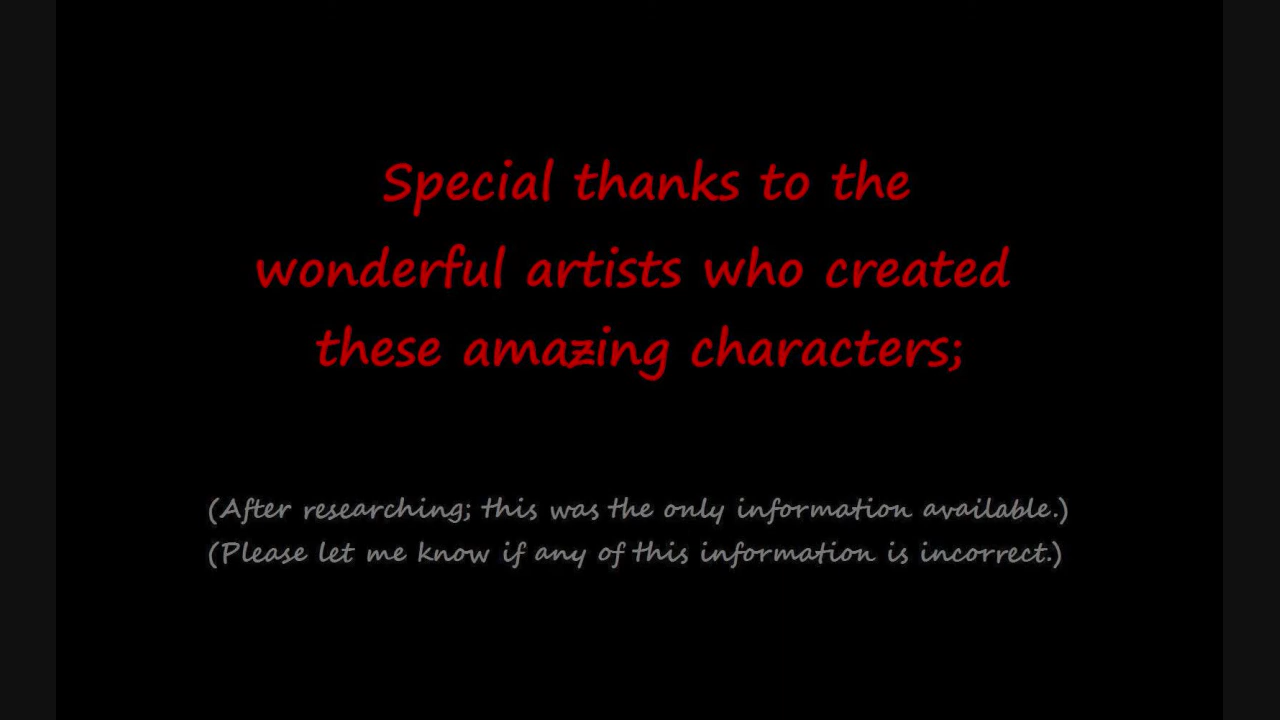 Special thanks to the
wonderful artists who created
these amazing characters;
(After researching; this was the only information available.)
(Please let me know if any of this information is incorrect.)